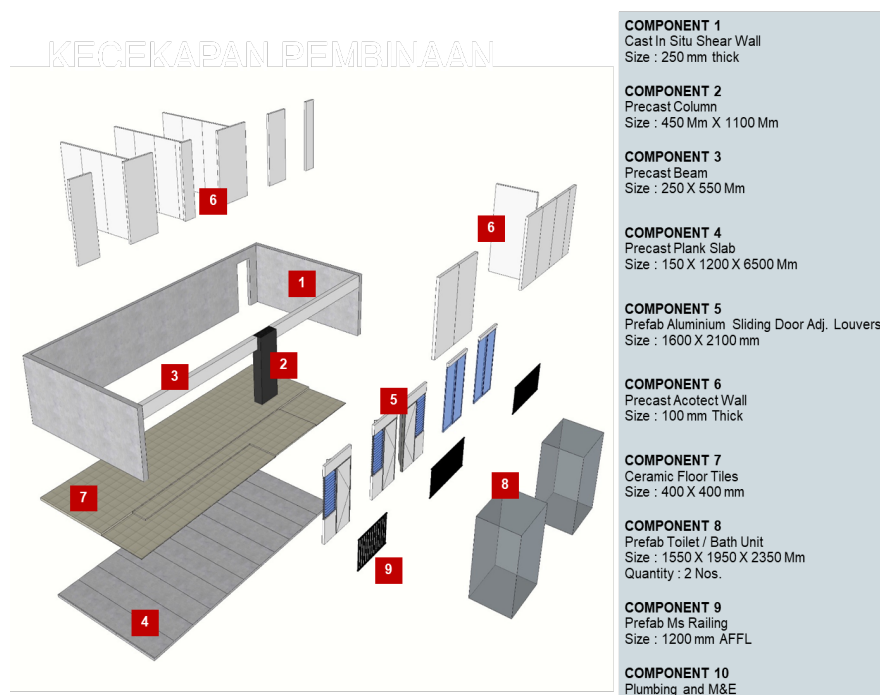 KECEKAPAN PEMBINAAN
6
6
1
2
3
5
7
8
9
4
COMPONENT 1
Cast In Situ Shear Wall
Size : 250 mm thick
COMPONENT 2
Precast Column
Size : 450 Mm X 1100 Mm
COMPONENT 3
Precast Beam
Size : 250 X 550 Mm
COMPONENT 4
Precast Plank Slab
Size : 150 X 1200 X 6500 Mm
COMPONENT 5
Prefab Aluminium Sliding Door Adj. Louvers
Size : 1600 X 2100 mm
COMPONENT 6
Precast Acotect Wall
Size : 100 mm Thick
COMPONENT 7
Ceramic Floor Tiles
Size : 400 X 400 mm
COMPONENT 8
Prefab Toilet / Bath Unit
Size : 1550 X 1950 X 2350 Mm
Quantity : 2 Nos.
COMPONENT 9
Prefab Ms Railing
Size : 1200 mm AFFL
COMPONENT 10
Plumbing and M&E